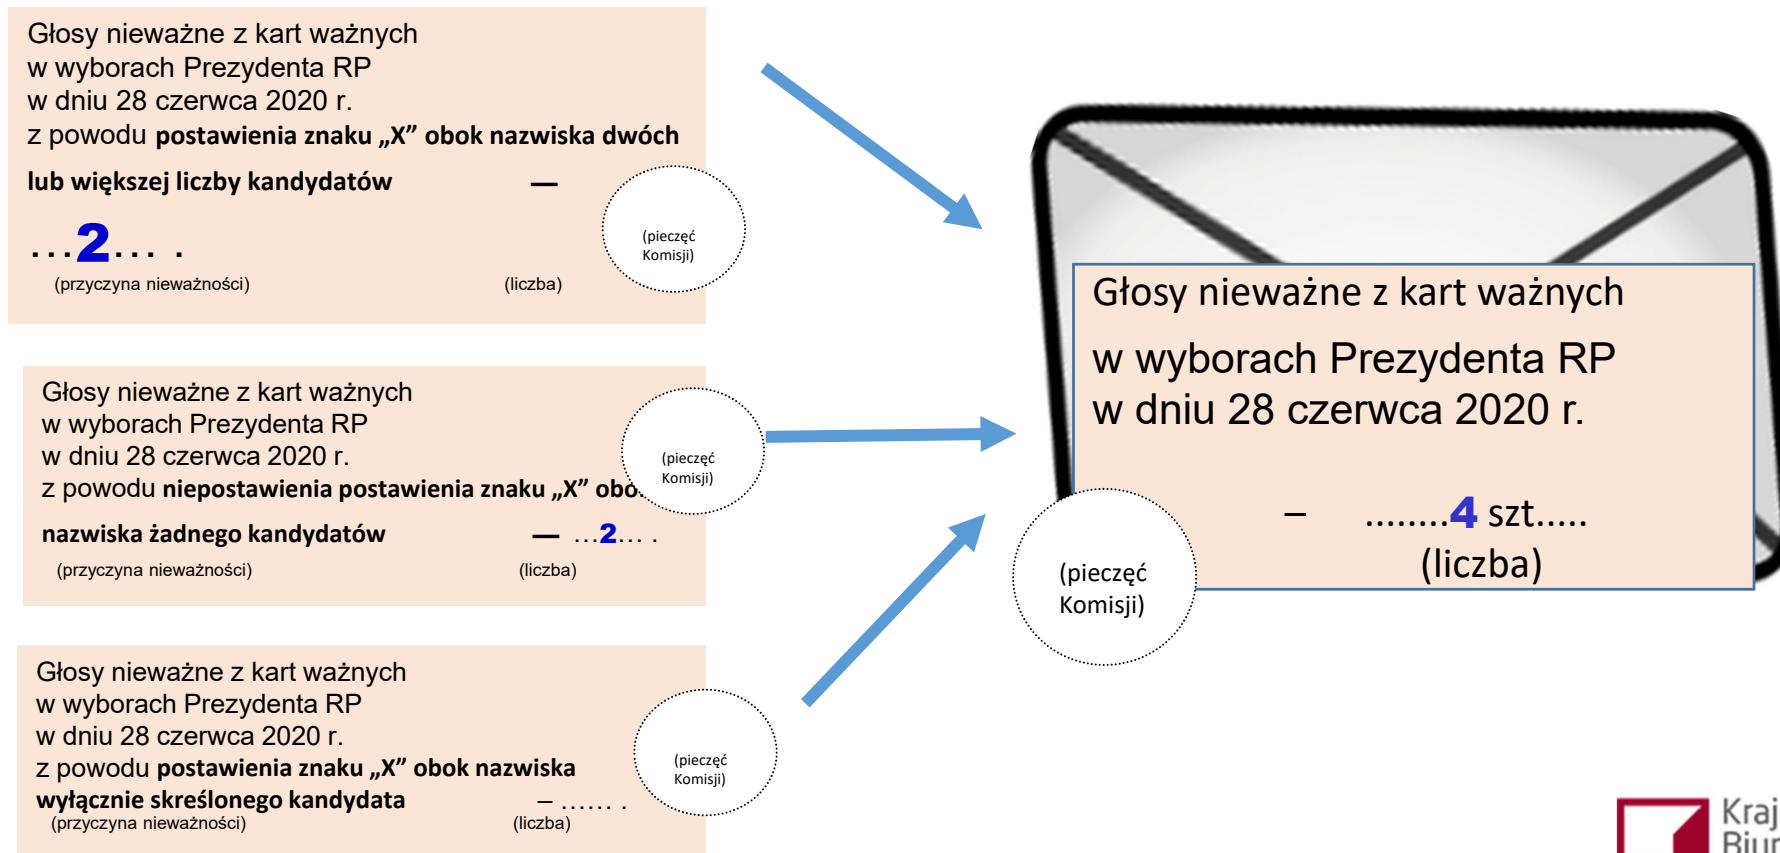 Głosy nieważne z kart ważnych
w wyborach Prezydenta RP
w dniu 28 czerwca 2020 r.
z powodu postawienia znaku „X” obok nazwiska dwóch
lub większej liczby kandydatów —
...2... .
(przyczyna nieważności) (liczba)
(pieczęć
Komisji)
Głosy nieważne z kart ważnych
w wyborach Prezydenta RP
w dniu 28 czerwca 2020 r.
z powodu niepostawienia postawienia znaku „X” obo
nazwiska żadnego kandydatów — ...2... .
(przyczyna nieważności) (liczba)
(pieczęć
Komisji)
Głosy nieważne z kart ważnych
w wyborach Prezydenta RP
w dniu 28 czerwca 2020 r.
z powodu postawienia znaku „X” obok nazwiska
wyłącznie skreślonego kandydata – ...... .
(przyczyna nieważności) (liczba)
(pieczęć
Komisji)
Głosy nieważne z kart ważnych
w wyborach Prezydenta RP
w dniu 28 czerwca 2020 r.
– ........4 szt.....
(liczba)
(pieczęć
Komisji)
Kraj
Biur